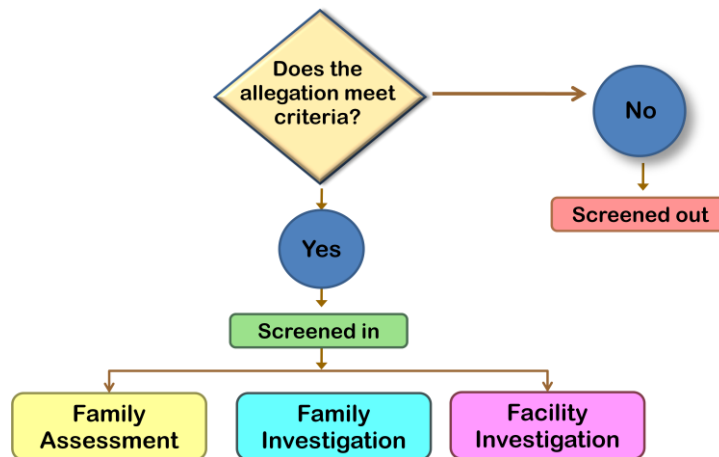 Does the
allegation meet
criteria?
No
Screened out
Yes
Screened in
Family
Assessment
Family
Investigation
Facility
Investigation